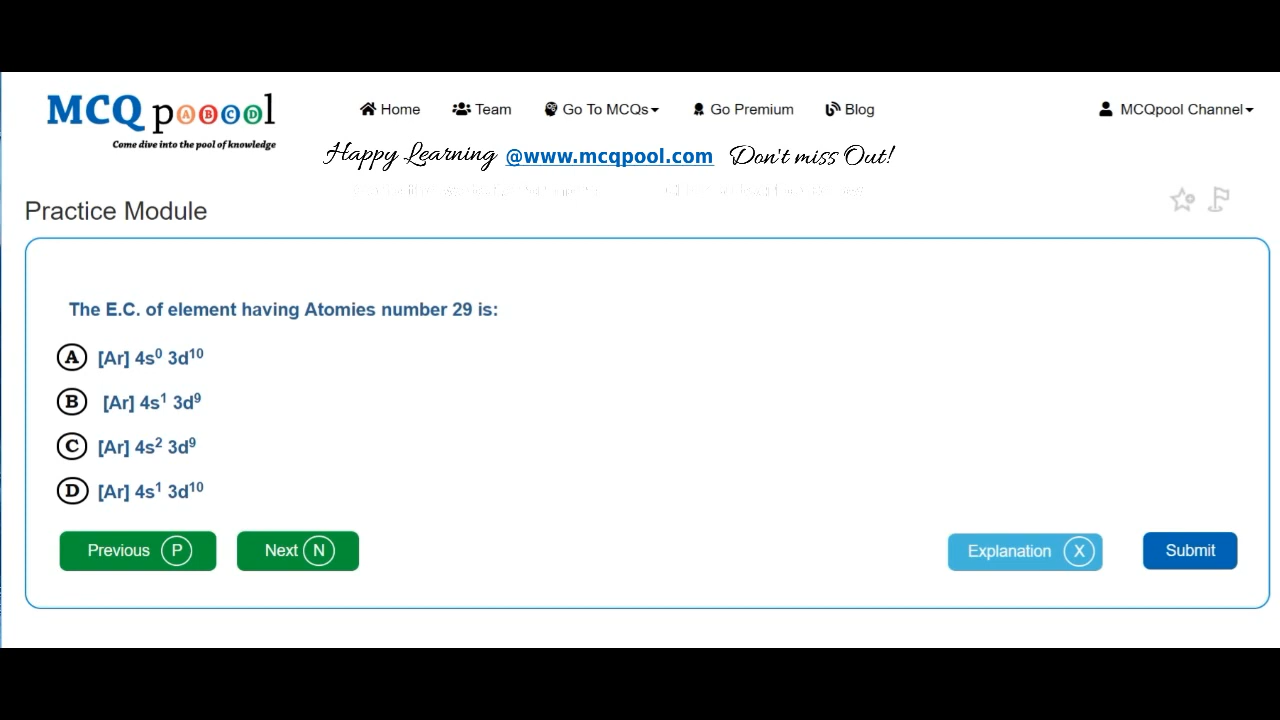 MCQ pABCDl
Come dive into the pool of knowledge
Home Team Go To MCQs Go Premium Blog MCQpool Channel
Happy Learning @www.mcqpool.com Don't miss Out!
Practice Module
The E.C. of element having Atomies number 29 is:
A [Ar] 4s⁰ 3d¹⁰
B [Ar] 4s¹ 3d⁹
C [Ar] 4s² 3d⁹
D [Ar] 4s¹ 3d¹⁰
Previous P Next N Explanation X Submit